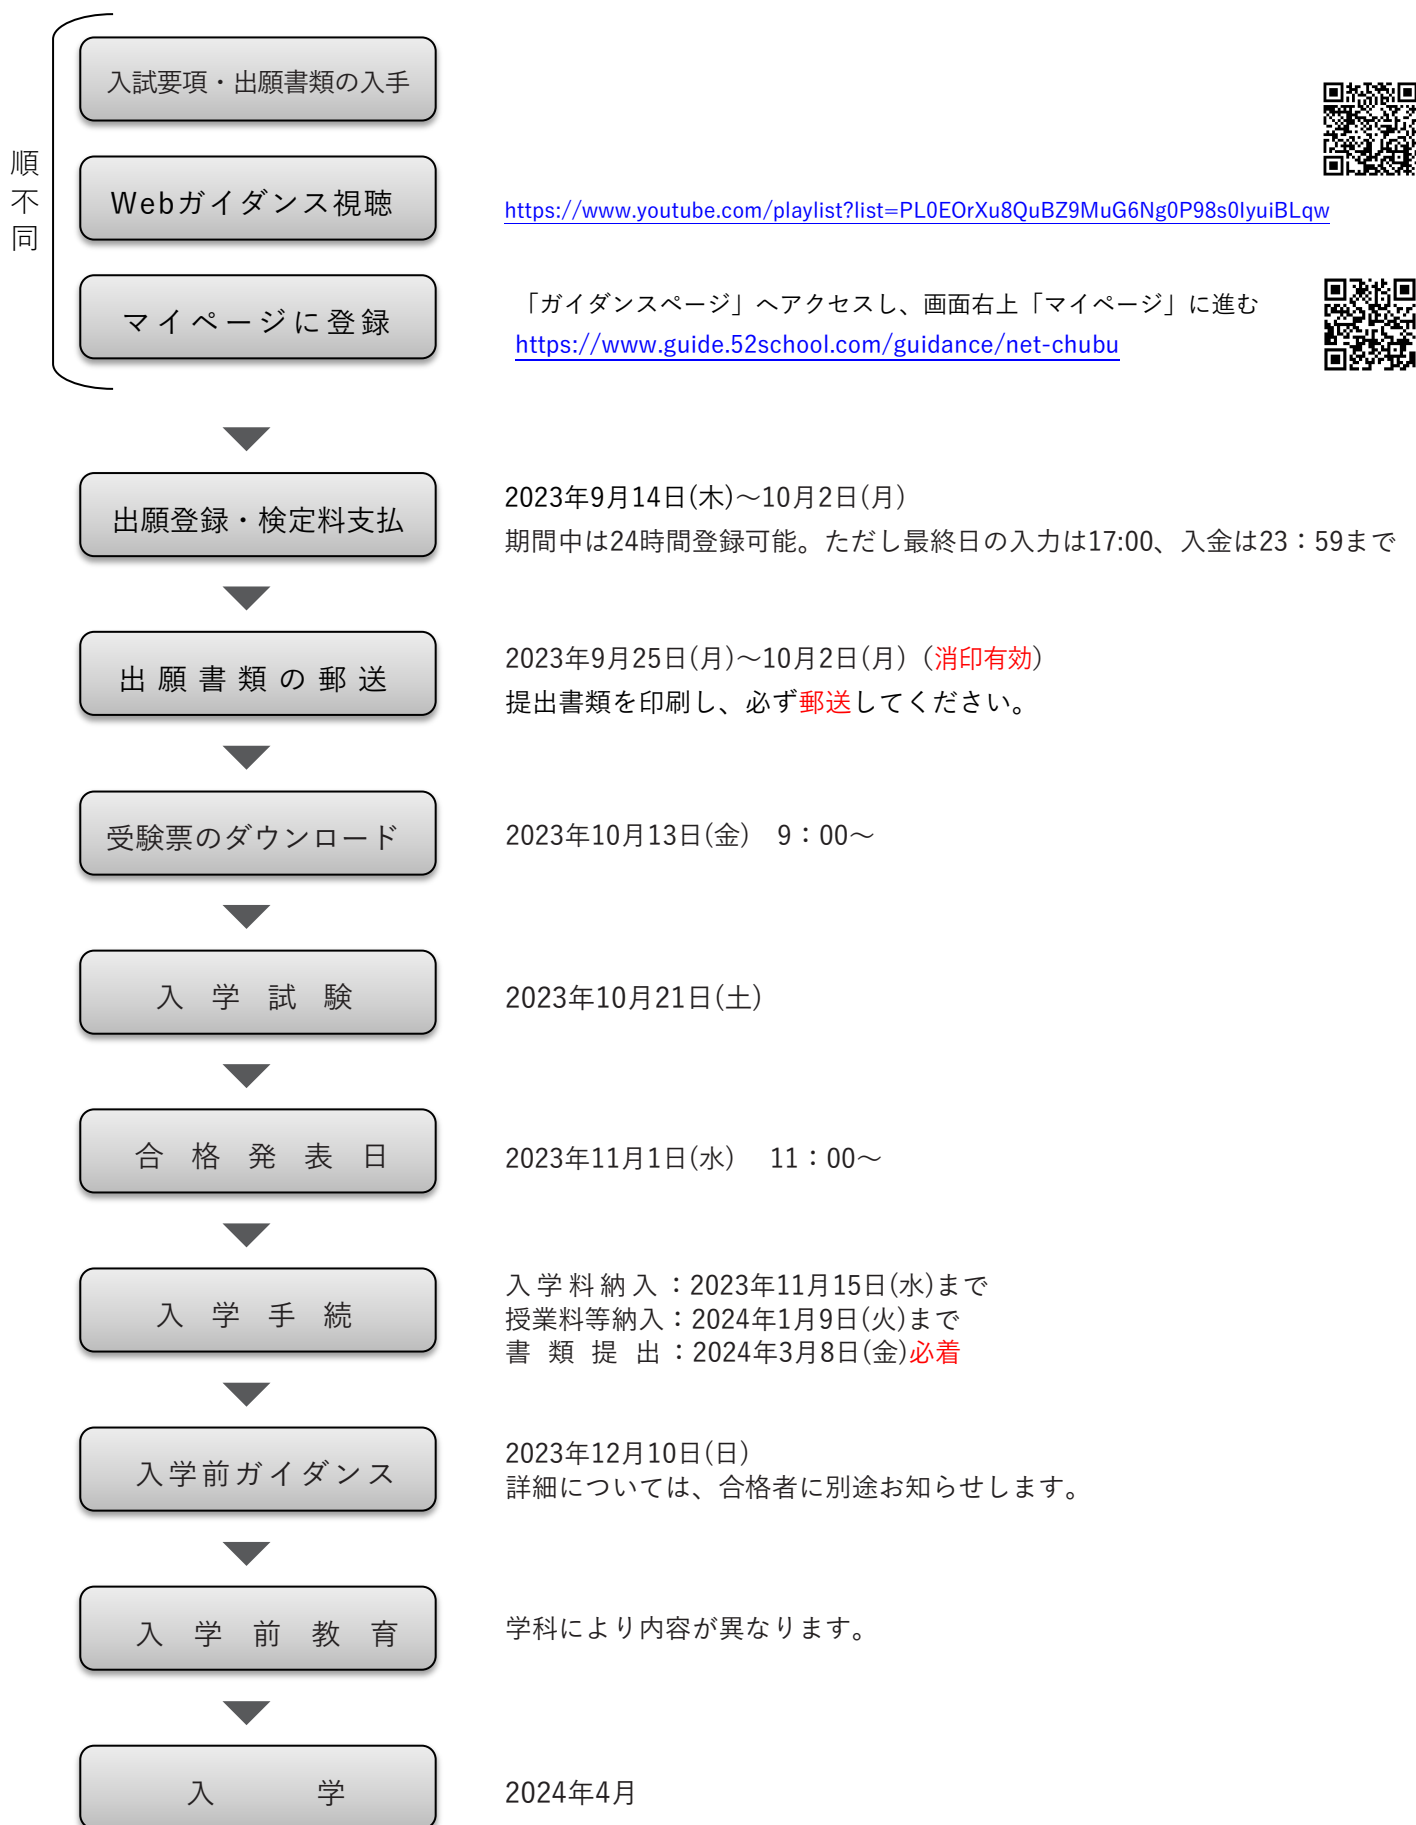 順不同
入試要項・出願書類の入手
Webガイダンス視聴
https://www.youtube.com/playlist?list=PL0EOrXu8QuBZ9MuG6Ng0P98s0IyuiBLqw
マイページに登録
「ガイダンスページ」へアクセスし、画面右上「マイページ」に進む
https://www.guide.52school.com/guidance/net-chubu
出願登録・検定料支払
2023年9月14日(木)～10月2日(月)
期間中は24時間登録可能。ただし最終日の入力は17:00、入金は23：59まで
出願書類の郵送
2023年9月25日(月)～10月2日(月)（消印有効）
提出書類を印刷し、必ず郵送してください。
受験票のダウンロード
2023年10月13日(金)　9：00～
入学試験
2023年10月21日(土)
合格発表日
2023年11月1日(水)　11：00～
入学手続
入学料納入：2023年11月15日(水)まで
授業料等納入：2024年1月9日(火)まで
書類提出：2024年3月8日(金)必着
入学前ガイダンス
2023年12月10日(日)
詳細については、合格者に別途お知らせします。
入学前教育
学科により内容が異なります。
入学
2024年4月